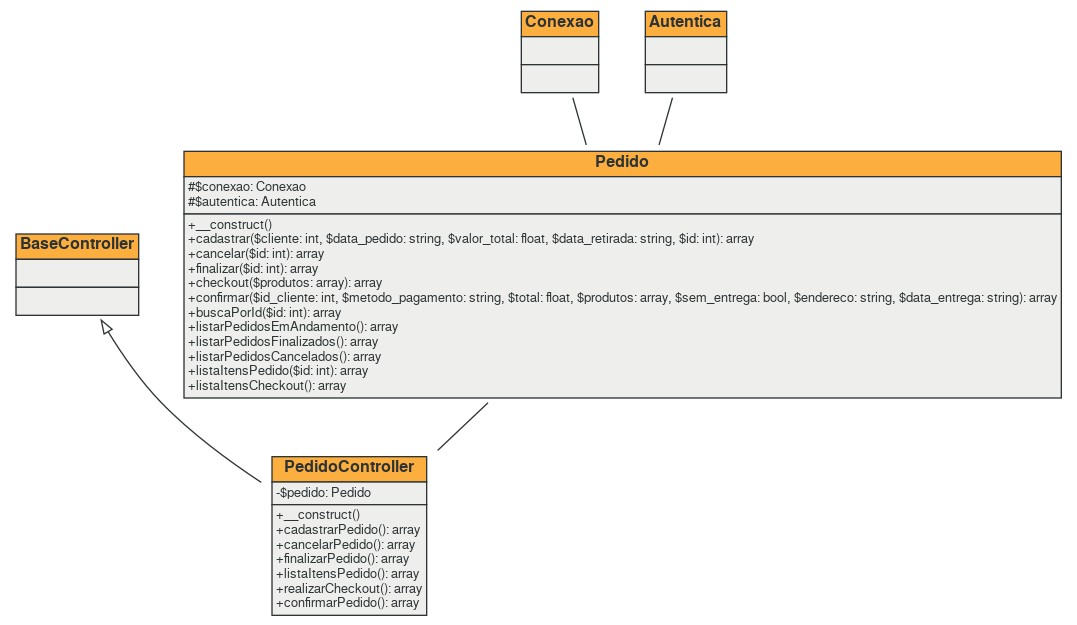 Conexao
Autentica
Pedido
#$conexao: Conexao
#$autentica: Autentica
+__construct()
+cadastrar($cliente: int, $data_pedido: string, $valor_total: float, $data_retirada: string, $id: int): array
+cancelar($id: int): array
+finalizar($id: int): array
+checkout($produtos: array): array
+confirmar($id_cliente: int, $metodo_pagamento: string, $total: float, $produtos: array, $sem_entrega: bool, $endereco: string, $data_entrega: string): array
+buscaPorId($id: int): array
+listarPedidosEmAndamento(): array
+listarPedidosFinalizados(): array
+listarPedidosCancelados(): array
+listaItensPedido($id: int): array
+listaItensCheckout(): array
BaseController
PedidoController
-$pedido: Pedido
+__construct()
+cadastrarPedido(): array
+cancelarPedido(): array
+finalizarPedido(): array
+listaItensPedido(): array
+realizarCheckout(): array
+confirmarPedido(): array